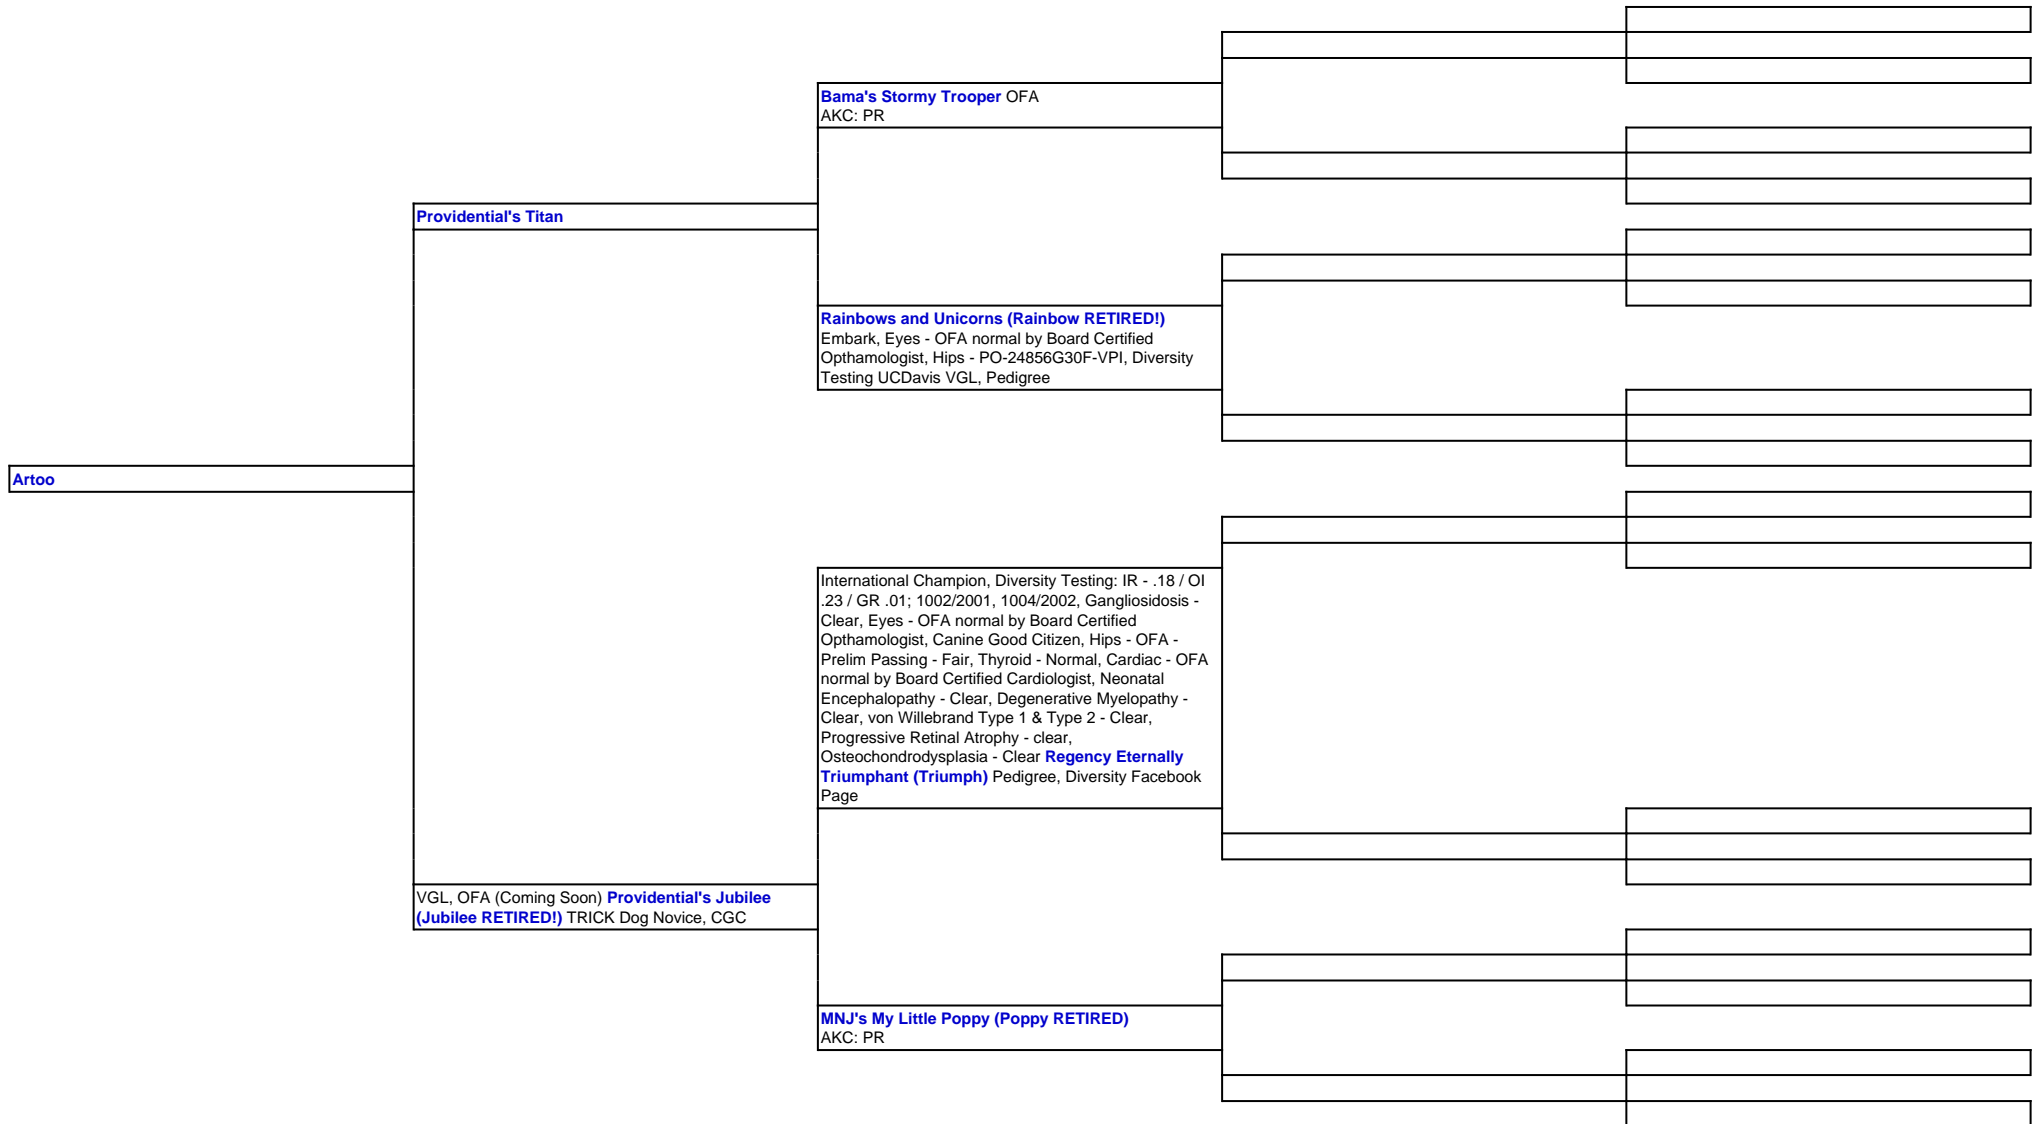 Bama's Stormy Trooper OFA
AKC: PR
Providential's Titan
Rainbows and Unicorns (Rainbow RETIRED!)
Embark, Eyes - OFA normal by Board Certified
Opthamologist, Hips - PO-24856G30F-VPI, Diversity
Testing UCDavis VGL, Pedigree
Artoo
International Champion, Diversity Testing: IR - .18 / OI
.23 / GR .01; 1002/2001, 1004/2002, Gangliosidosis -
Clear, Eyes - OFA normal by Board Certified
Opthamologist, Canine Good Citizen, Hips - OFA -
Prelim Passing - Fair, Thyroid - Normal, Cardiac - OFA
normal by Board Certified Cardiologist, Neonatal
Encephalopathy - Clear, Degenerative Myelopathy -
Clear, von Willebrand Type 1 & Type 2 - Clear,
Progressive Retinal Atrophy - clear,
Osteochondrodysplasia - Clear Regency Eternally
Triumphant (Triumph) Pedigree, Diversity Facebook
Page
VGL, OFA (Coming Soon) Providential's Jubilee
(Jubilee RETIRED!) TRICK Dog Novice, CGC
MNJ's My Little Poppy (Poppy RETIRED)
AKC: PR